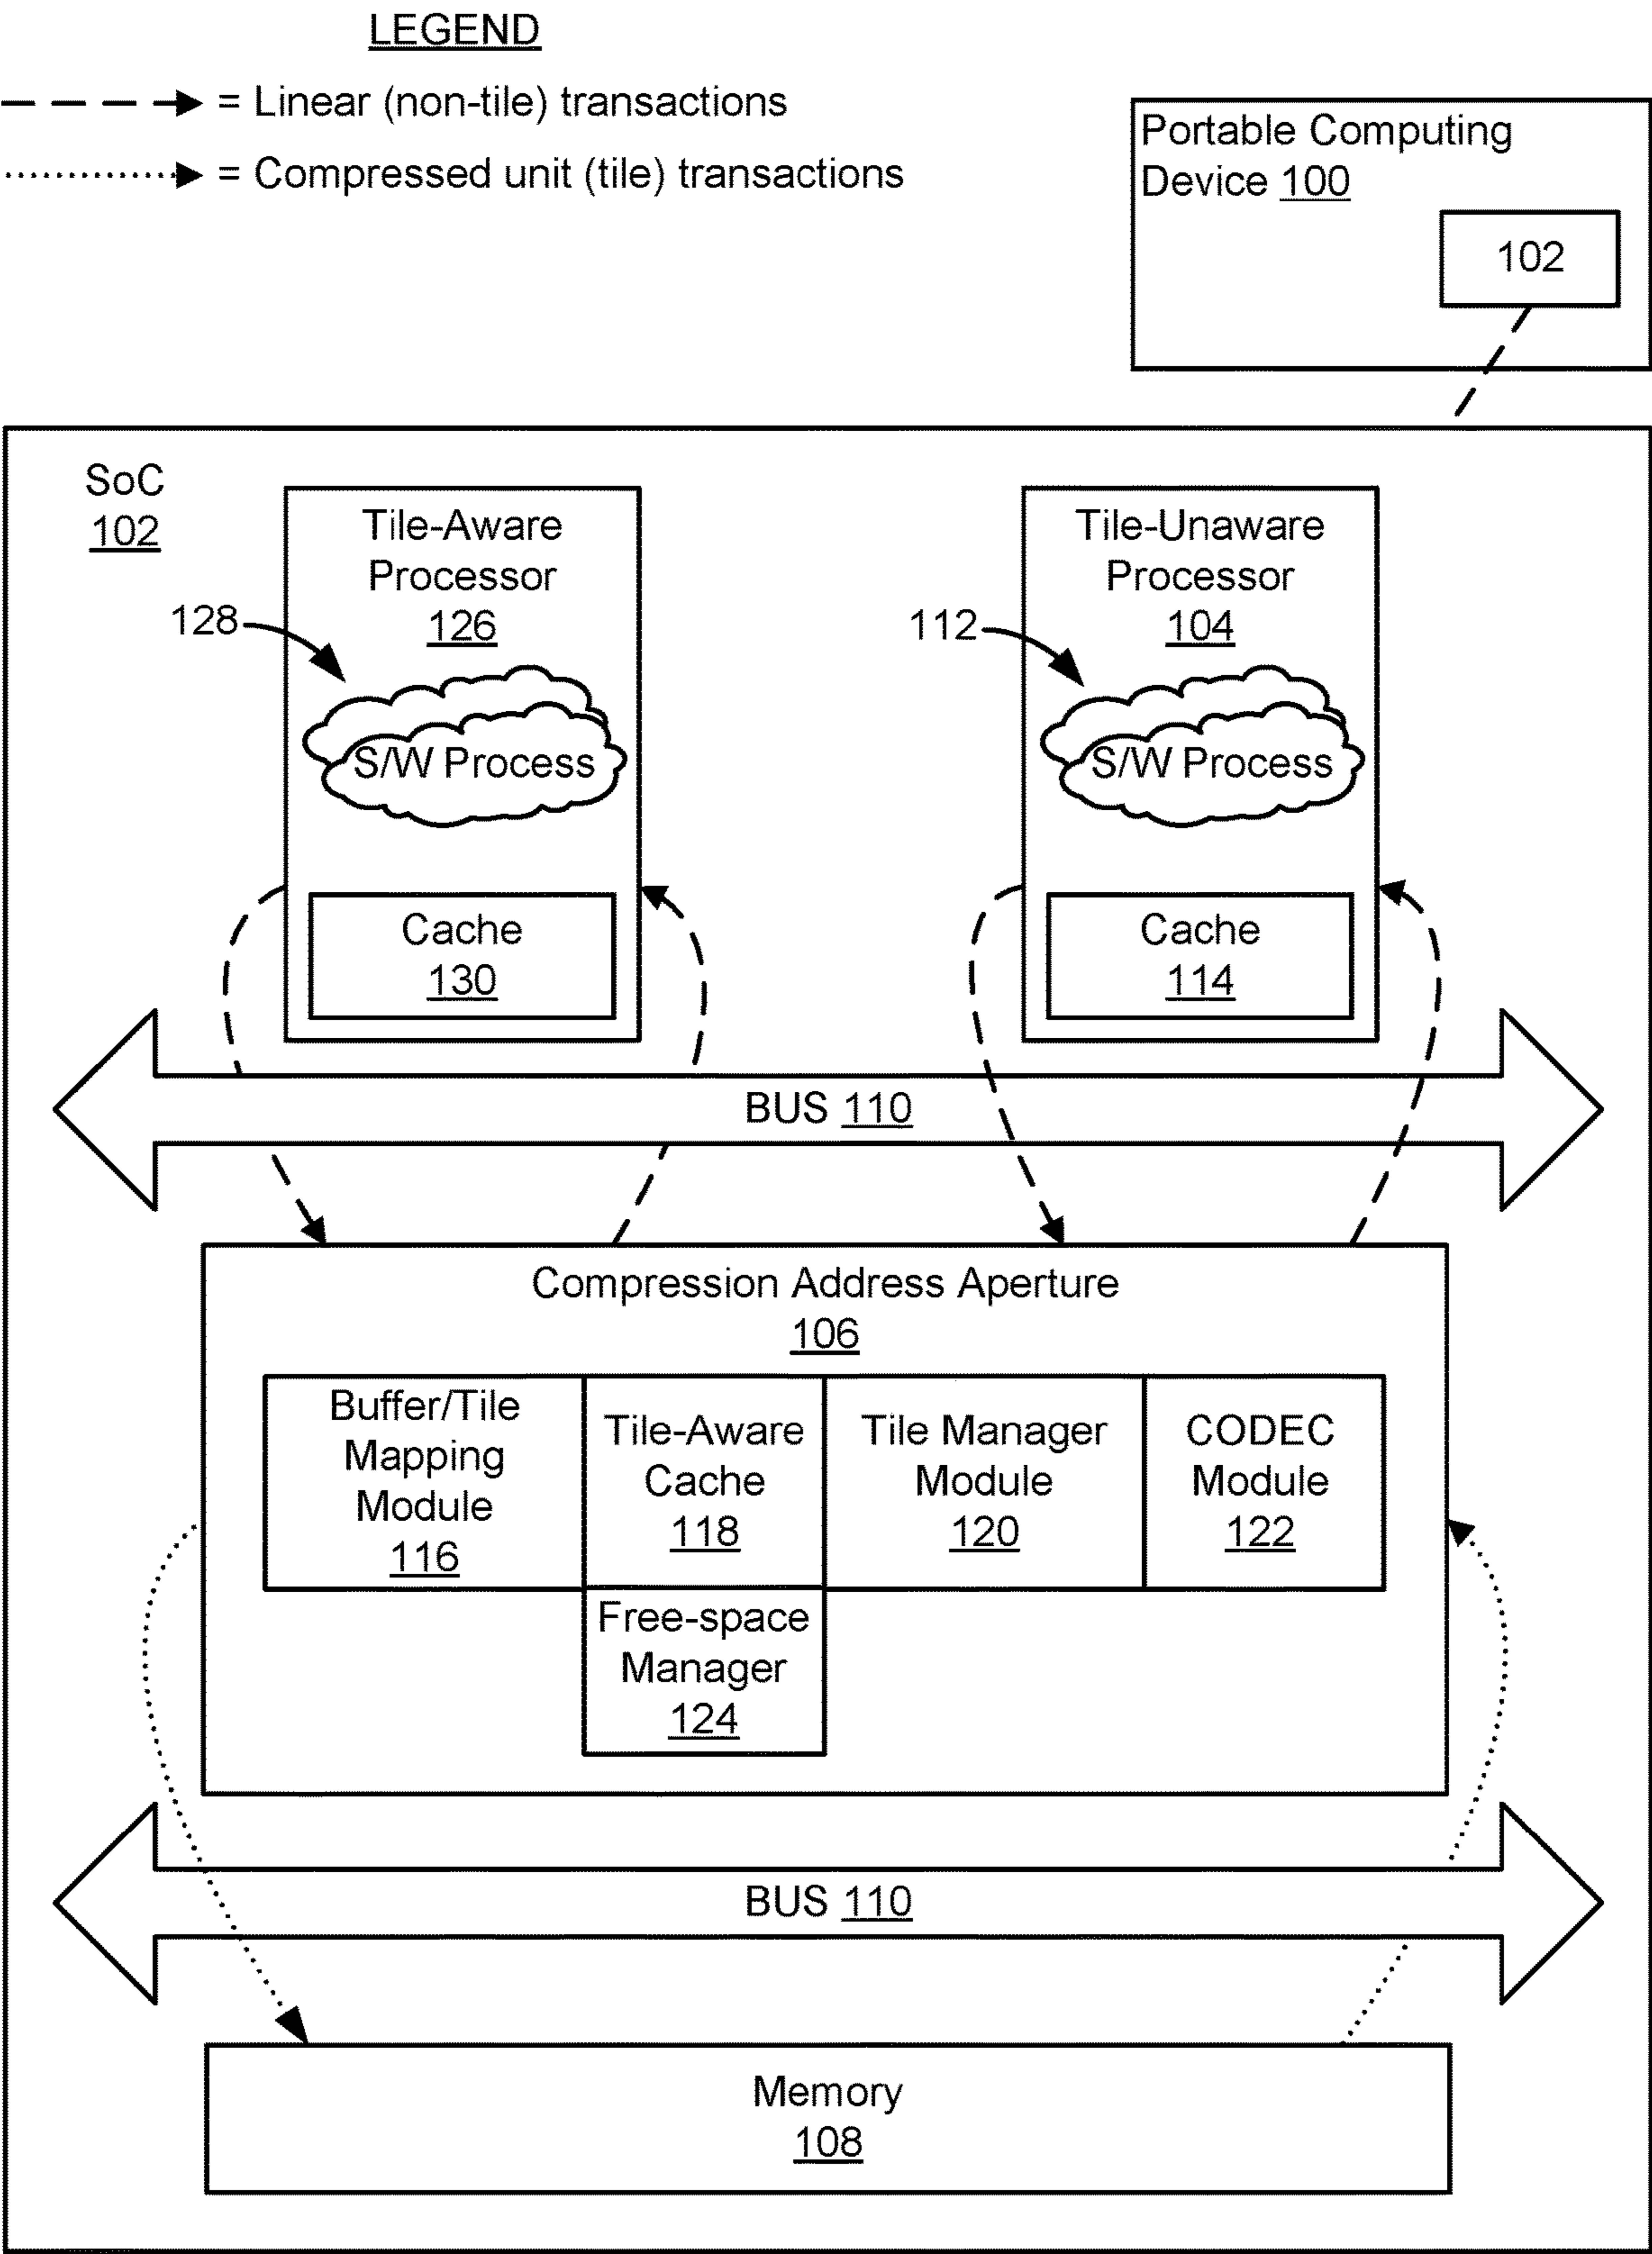 LEGEND
= Linear (non-tile) transactions
= Compressed unit (tile) transactions
Portable Computing
Device 100
102
SoC
102
Tile-Aware
Processor
126
128
S/W Process
Cache
130
Tile-Unaware
Processor
104
112
S/W Process
Cache
114
BUS 110
Compression Address Aperture
106
Buffer/Tile
Mapping
Module
116
Tile-Aware
Cache
118
Tile Manager
Module
120
CODEC
Module
122
Free-space
Manager
124
BUS 110
Memory
108